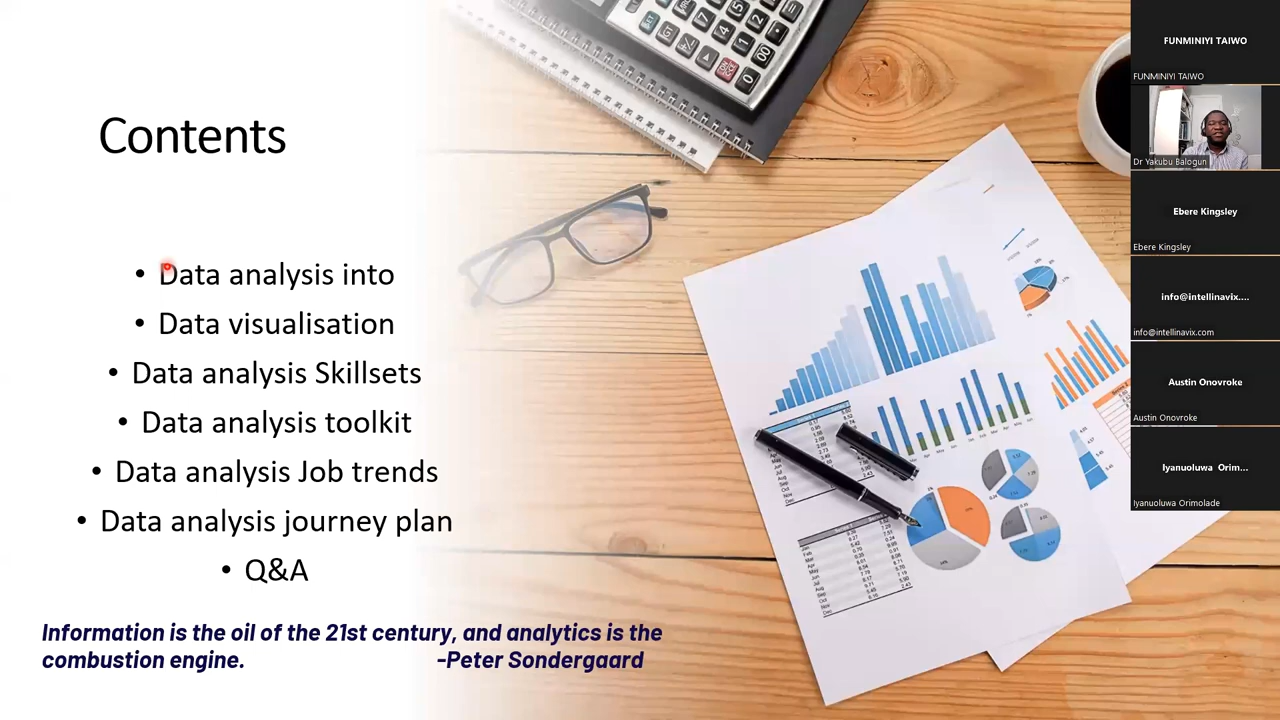 Contents
• Data analysis into
• Data visualisation
• Data analysis Skillsets
• Data analysis toolkit
• Data analysis Job trends
• Data analysis journey plan
• Q&A
Information is the oil of the 21st century, and analytics is the
combustion engine. -Peter Sondergaard
FUNMINIYI TAIWO
FUNMINIYI TAIWO
Dr Yakubu Balogun
Ebere Kingsley
Ebere Kingsley
info@intellinavix....
info@intellinavix.com
Austin Onovroke
Austin Onovroke
Iyanuoluwa Orim...
Iyanuoluwa Orimolade